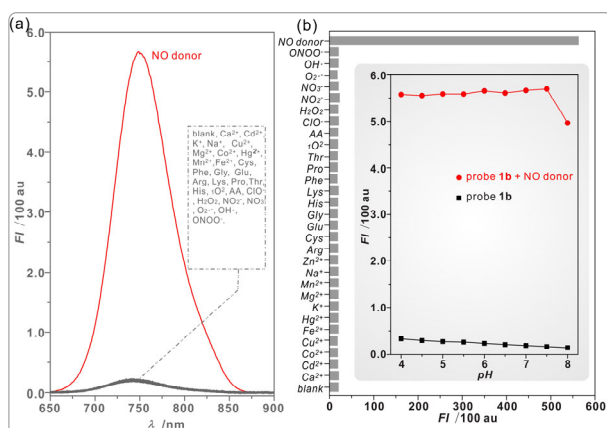 (a)
6.0
5.0
4.0
3.0
2.0
1.0
0.0
FI /100 au
650 700 750 800 850 900
λ /nm
NO donor
blank, Ca²⁺, Cd²⁺,
K⁺, Na⁺, Cu²⁺,
Mg²⁺, Co²⁺, Hg²⁺,
Mn²⁺, Fe²⁺, Cys,
Phe, Gly, Glu,
Arg, Lys, Pro, Thr,
His, ¹O², AA, ClO⁻
, H₂O₂, NO₂⁻, NO₃⁻
, O₂·⁻, OH·,
ONOO⁻.
(b)
NO donor
ONOO⁻
OH·
O₂·⁻
NO₃⁻
NO₂⁻
H₂O₂
ClO⁻
AA
¹O²
Thr
Pro
Phe
Lys
His
Gly
Glu
Cys
Arg
Zn²⁺
Na⁺
Mn²⁺
Mg²⁺
K⁺
Hg²⁺
Fe²⁺
Cu²⁺
Co²⁺
Cd²⁺
Ca²⁺
blank
0 100 200 300 400 500 600
FI /100 au
6.0
5.0
4.0
3.0
2.0
1.0
0.0
FI /100 au
probe 1b + NO donor
probe 1b
4 5 6 7 8
pH